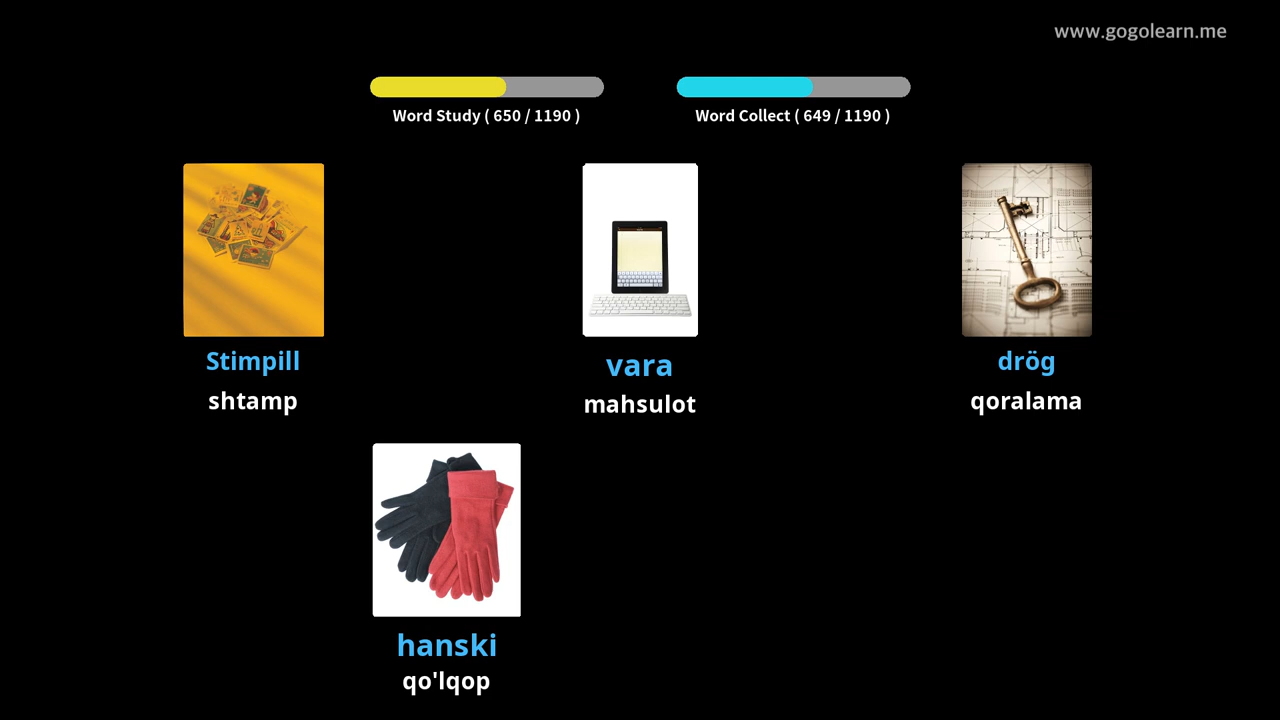 www.gogolearn.me
Word Study ( 650 / 1190 )
Word Collect ( 649 / 1190 )
Stimpill
shtamp
vara
mahsulot
drög
qoralama
hanski
qo'lqop